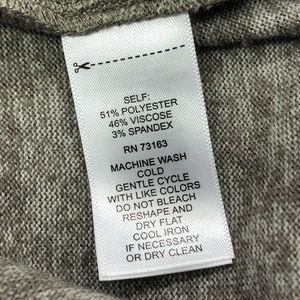 SELF:
51% POLYESTER
46% VISCOSE
3% SPANDEX
RN 73163
MACHINE WASH
COLD
GENTLE CYCLE
WITH LIKE COLORS
DO NOT BLEACH
RESHAPE AND
DRY FLAT
COOL IRON
IF NECESSARY
OR DRY CLEAN